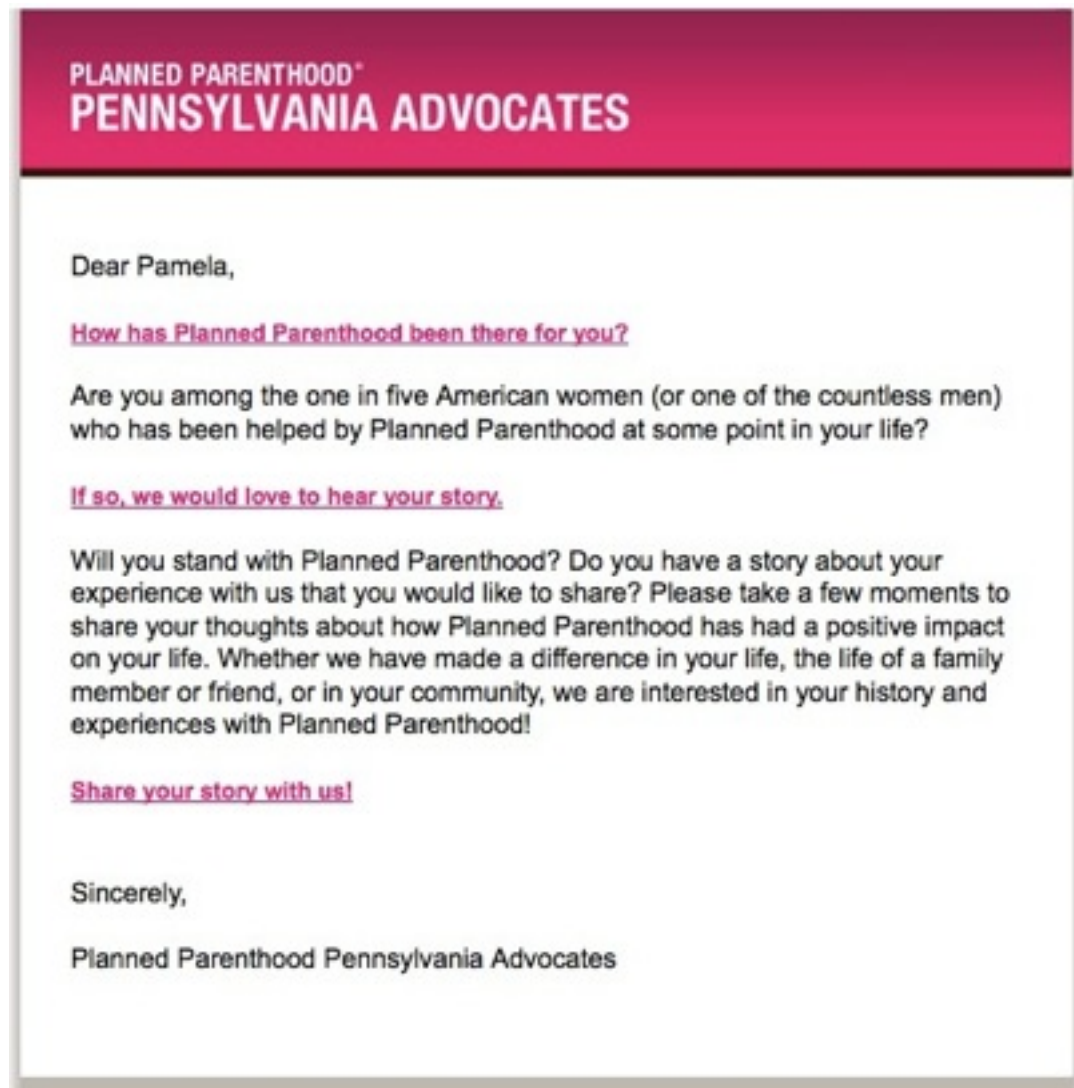 PLANNED PARENTHOOD®
PENNSYLVANIA ADVOCATES
Dear Pamela,
How has Planned Parenthood been there for you?
Are you among the one in five American women (or one of the countless men)
who has been helped by Planned Parenthood at some point in your life?
If so, we would love to hear your story.
Will you stand with Planned Parenthood? Do you have a story about your
experience with us that you would like to share? Please take a few moments to
share your thoughts about how Planned Parenthood has had a positive impact
on your life. Whether we have made a difference in your life, the life of a family
member or friend, or in your community, we are interested in your history and
experiences with Planned Parenthood!
Share your story with us!
Sincerely,
Planned Parenthood Pennsylvania Advocates